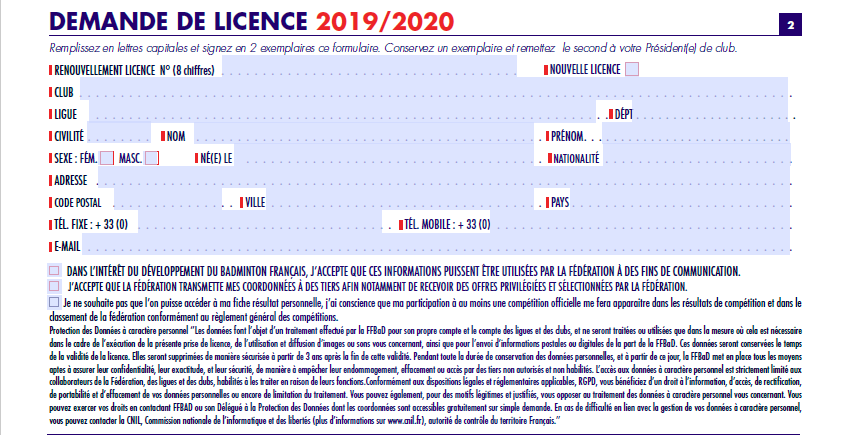 DEMANDE DE LICENCE 2019/2020 2
Remplissez en lettres capitales et signez en 2 exemplaires ce formulaire. Conservez un exemplaire et remettez le second à votre Président(e) de club.
RENOUVELLEMENT LICENCE N° (8 chiffres) NOUVELLE LICENCE
CLUB
LIGUE DÉPT
CIVILITÉ NOM PRÉNOM
SEXE : FÉM. MASC. NÉ(E) LE NATIONALITÉ
ADRESSE
CODE POSTAL VILLE PAYS
TÉL. FIXE : + 33 (0) TÉL. MOBILE : + 33 (0)
E-MAIL
DANS L'INTÉRÊT DU DÉVELOPPEMENT DU BADMINTON FRANÇAIS, J'ACCEPTE QUE CES INFORMATIONS PUISSENT ÊTRE UTILISÉES PAR LA FÉDÉRATION À DES FINS DE COMMUNICATION.
J'ACCEPTE QUE LA FÉDÉRATION TRANSMETTE MES COORDONNÉES À DES TIERS AFIN NOTAMMENT DE RECEVOIR DES OFFRES PRIVILÉGIÉES ET SÉLECTIONNÉES PAR LA FÉDÉRATION.
Je ne souhaite pas que l'on puisse accéder à ma fiche résultat personnelle, j'ai conscience que ma participation à au moins une compétition officielle me fera apparaître dans les résultats de compétition et dans le
classement de la fédération conformément au règlement général des compétitions.
Protection des Données à caractère personnel "Les données font l'objet d'un traitement effectué par la FFBaD pour son propre compte et le compte des ligues et des clubs, et ne seront traitées ou utilisées que dans la mesure où cela est nécessaire
dans le cadre de l'exécution de la présente prise de licence, de l'utilisation et diffusion d'images ou sons vous concernant, ainsi que pour l'envoi d'informations postales ou digitales de la part de la FFBaD. Ces données seront conservées le temps
de la validité de la licence. Elles seront supprimées de manière sécurisée à partir de 3 ans après la fin de cette validité. Pendant toute la durée de conservation des données personnelles, et à partir de ce jour, la FFBaD met en place tous les moyens
aptes à assurer leur confidentialité, leur exactitude, et leur sécurité, de manière à empêcher leur endommagement, effacement ou accès par des tiers non autorisés et non habilités. L'accès aux données à caractère personnel est strictement limité aux
collaborateurs de la Fédération, des ligues et des clubs, habilités à les traiter en raison de leurs fonctions.Conformément aux dispositions légales et règlementaires applicables, RGPD, vous bénéficiez d'un droit à l'information, d'accès, de rectification,
de portabilité et d'effacement de vos données personnelles ou encore de limitation du traitement. Vous pouvez également, pour des motifs légitimes et justifiés, vous opposer au traitement des données à caractère personnel vous concernant. Vous
pouvez exercer vos droits en contactant FFBAD ou son Délégué à la Protection des Données dont les coordonnées sont accessibles gratuitement sur simple demande. En cas de difficulté en lien avec la gestion de vos données à caractère personnel,
vous pouvez contacter la CNIL, Commission nationale de l'informatique et des libertés (plus d'informations sur www.cnil.fr), autorité de contrôle du territoire Français."